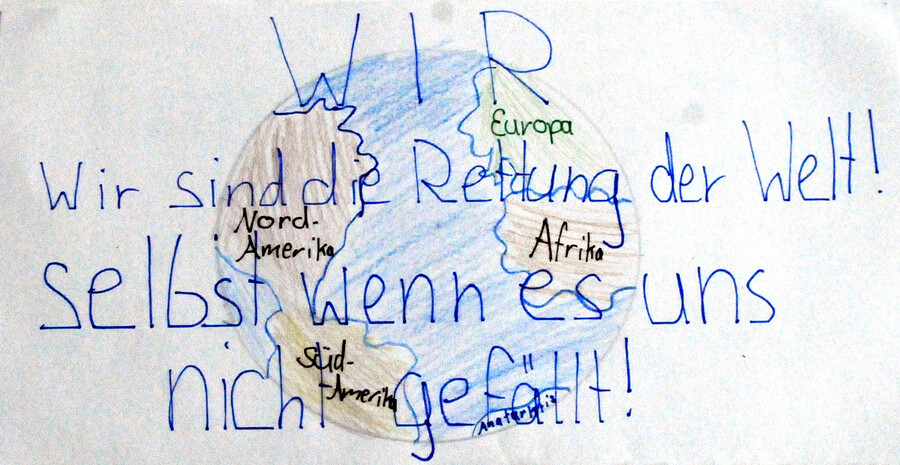 WIR
Europa
Wir sind die Rettung der Welt!
Nord-
Amerika
Afrika
selbst wenn es uns
Süd-
-Amerika
nicht gefällt!